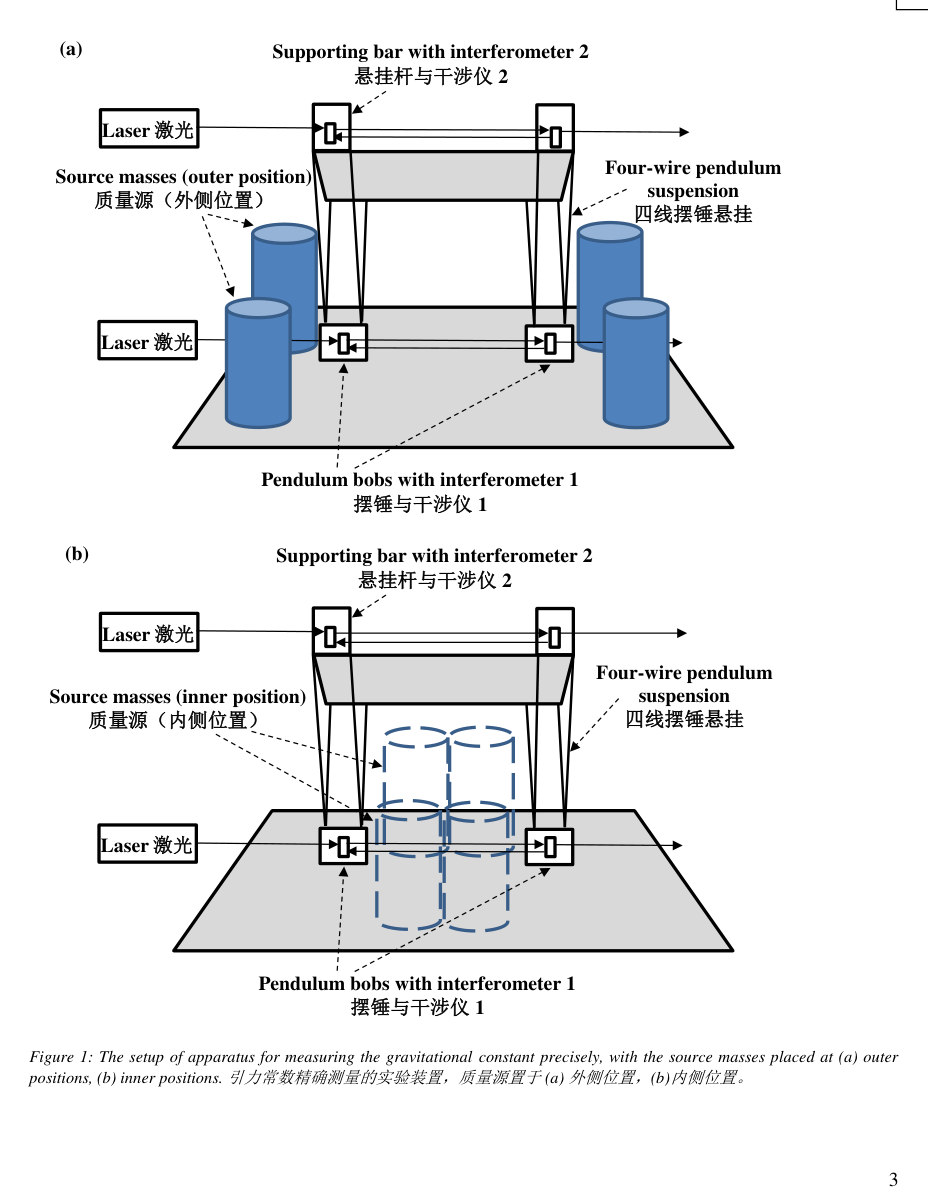 (a)
Supporting bar with interferometer 2
悬挂杆与干涉仪 2
Laser 激光
Source masses (outer position)
质量源（外侧位置）
Four-wire pendulum
suspension
四线摆锤悬挂
Laser 激光
Pendulum bobs with interferometer 1
摆锤与干涉仪 1
(b)
Supporting bar with interferometer 2
悬挂杆与干涉仪 2
Laser 激光
Source masses (inner position)
质量源（内侧位置）
Four-wire pendulum
suspension
四线摆锤悬挂
Laser 激光
Pendulum bobs with interferometer 1
摆锤与干涉仪 1
Figure 1: The setup of apparatus for measuring the gravitational constant precisely, with the source masses placed at (a) outer
positions, (b) inner positions. 引力常数精确测量的实验装置，质量源置于 (a) 外侧位置，(b)内侧位置。
3